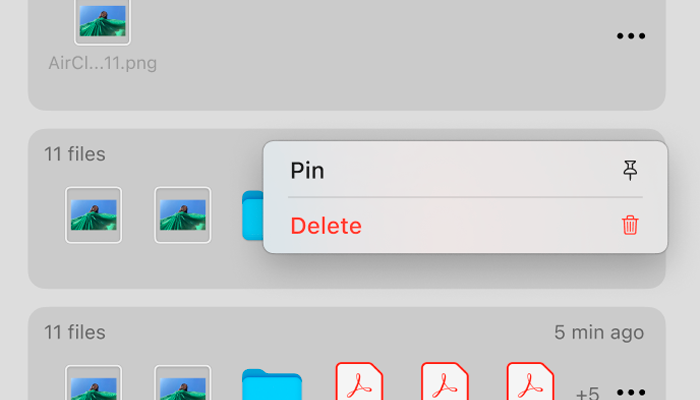 AirCl...11.png
11 files
Pin
Delete
11 files
5 min ago
+5